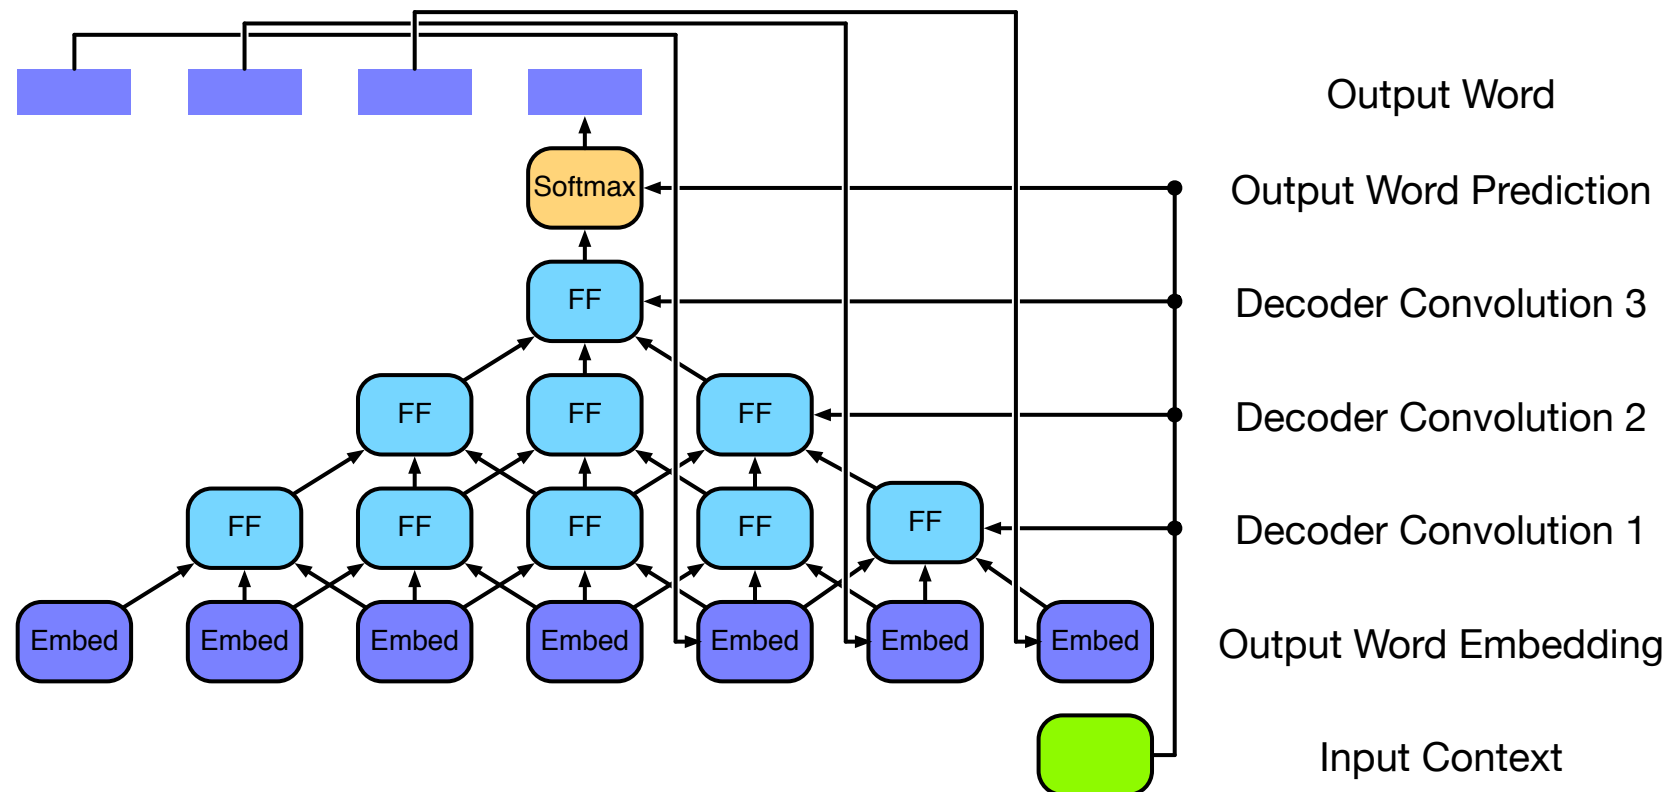 Output Word
Softmax
Output Word Prediction
FF
Decoder Convolution 3
FF FF FF
Decoder Convolution 2
FF FF FF FF FF
Decoder Convolution 1
Embed Embed Embed Embed Embed Embed Embed
Output Word Embedding
Input Context